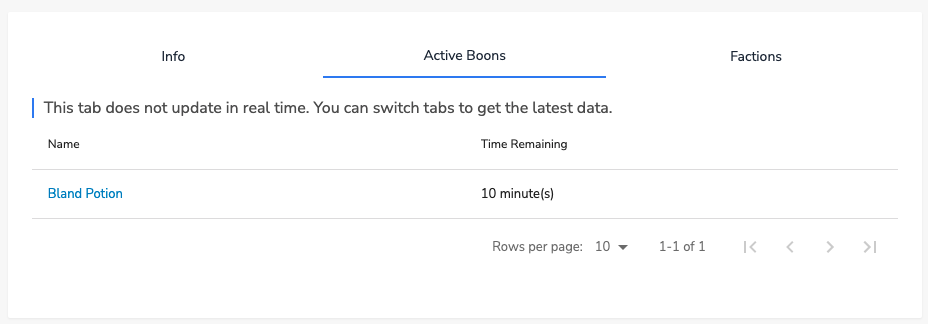 Info Active Boons Factions
This tab does not update in real time. You can switch tabs to get the latest data.
Name Time Remaining
Bland Potion 10 minute(s)
Rows per page: 10 1-1 of 1